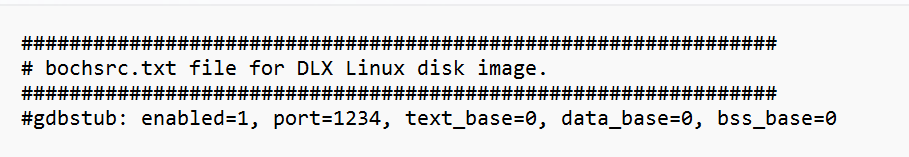 ###############################################################
# bochsrc.txt file for DLX Linux disk image.
###############################################################
#gdbstub: enabled=1, port=1234, text_base=0, data_base=0, bss_base=0